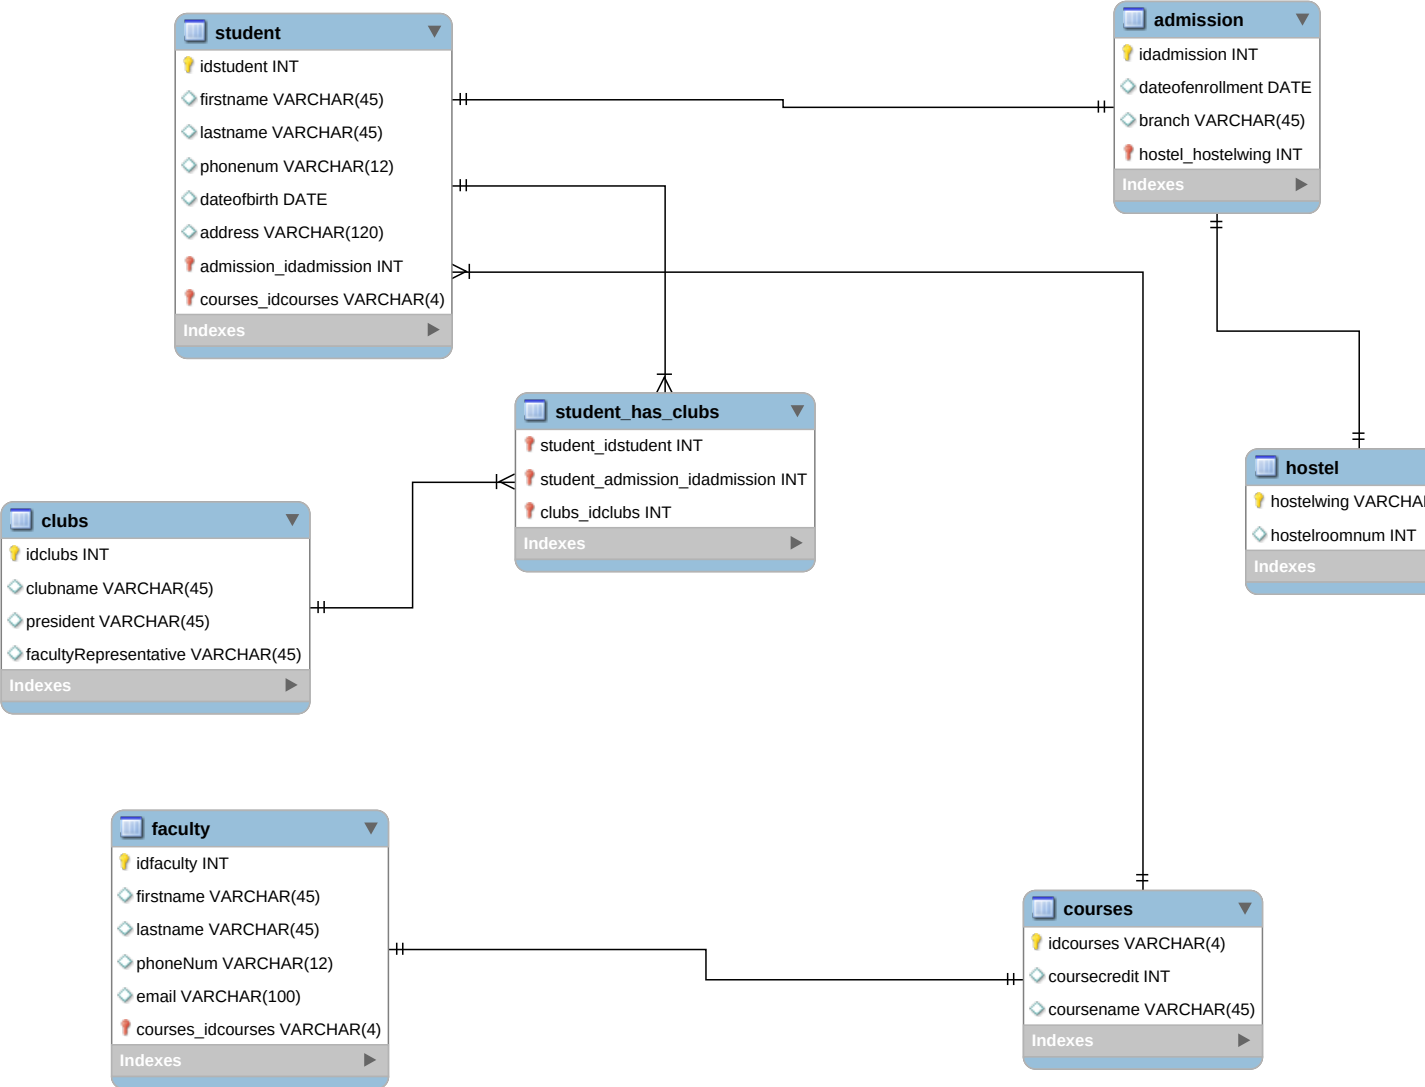 student
idstudent INT
firstname VARCHAR(45)
lastname VARCHAR(45)
phonenum VARCHAR(12)
dateofbirth DATE
address VARCHAR(120)
admission_idadmission INT
courses_idcourses VARCHAR(4)
Indexes
admission
idadmission INT
dateofenrollment DATE
branch VARCHAR(45)
hostel_hostelwing INT
Indexes
student_has_clubs
student_idstudent INT
student_admission_idadmission INT
clubs_idclubs INT
Indexes
hostel
hostelwing VARCHAR
hostelroomnum INT
Indexes
clubs
idclubs INT
clubname VARCHAR(45)
president VARCHAR(45)
facultyRepresentative VARCHAR(45)
Indexes
faculty
idfaculty INT
firstname VARCHAR(45)
lastname VARCHAR(45)
phoneNum VARCHAR(12)
email VARCHAR(100)
courses_idcourses VARCHAR(4)
Indexes
courses
idcourses VARCHAR(4)
coursecredit INT
coursename VARCHAR(45)
Indexes